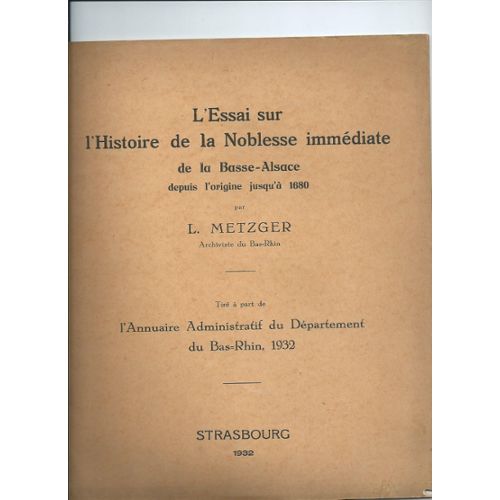 L'Essai sur
l'Histoire de la Noblesse immédiate
de la Basse-Alsace
depuis l'origine jusqu'à 1680
par
L. METZGER
Archiviste du Bas-Rhin
Tiré à part de
l'Annuaire Administratif du Département
du Bas-Rhin, 1932
STRASBOURG
1932